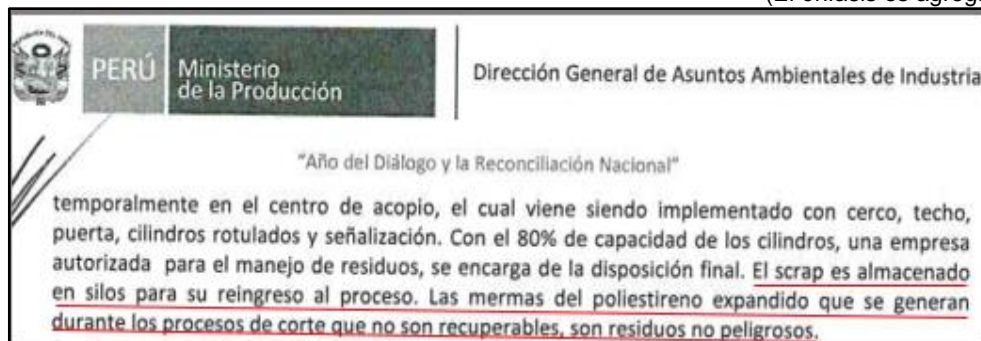 (El énfasis es agreg
PERÚ
Ministerio
de la Producción
Dirección General de Asuntos Ambientales de Industria
"Año del Diálogo y la Reconciliación Nacional"
temporalmente en el centro de acopio, el cual viene siendo implementado con cerco, techo,
puerta, cilindros rotulados y señalización. Con el 80% de capacidad de los cilindros, una empresa
autorizada para el manejo de residuos, se encarga de la disposición final. El scrap es almacenado
en silos para su reingreso al proceso. Las mermas del poliestireno expandido que se generan
durante los procesos de corte que no son recuperables, son residuos no peligrosos.